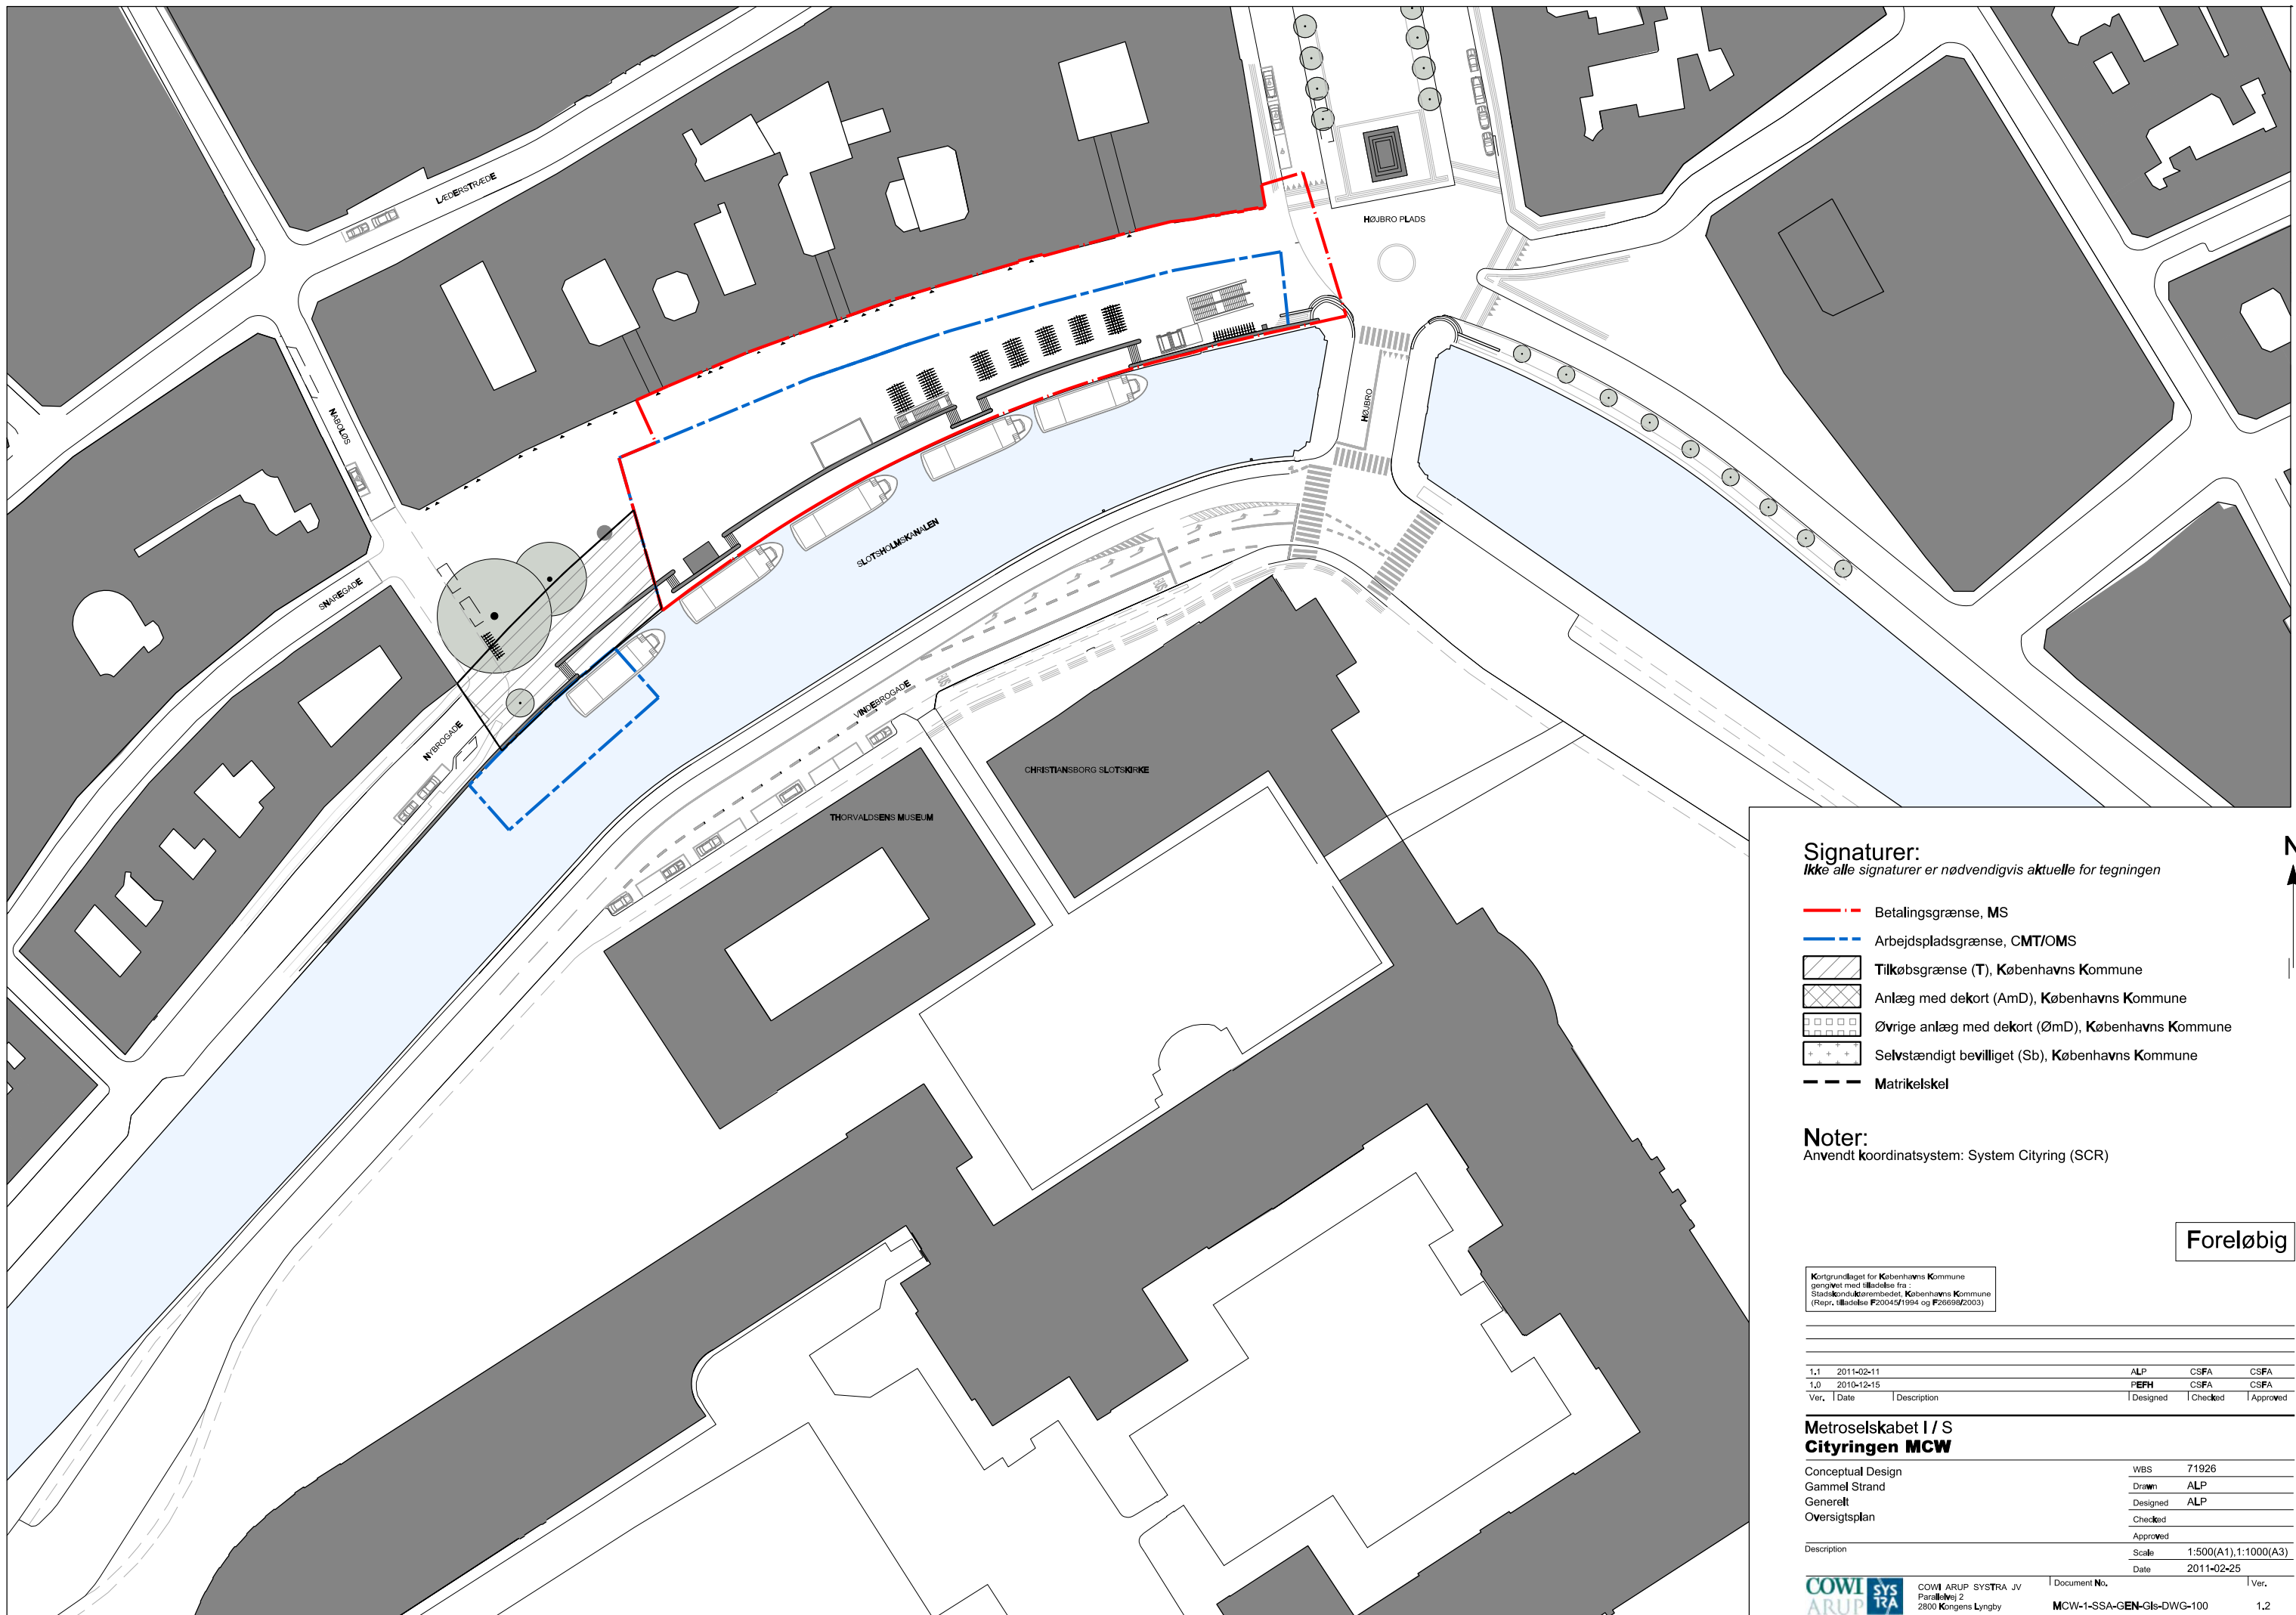 LÆDERSTRÆDE
HØJBRO PLADS
NABOLØS
HØJBRO
SLOTSHOLMSKANALEN
SNAREGADE
NYBROGADE
VINDEBROGADE
CHRISTIANSBORG SLOTSKIRKE
THORVALDSENS MUSEUM
Signaturer:
Ikke alle signaturer er nødvendigvis aktuelle for tegningen
N
Betalingsgrænse, MS
Arbejdspladsgrænse, CMT/OMS
Tilkøbsgrænse (T), Københavns Kommune
Anlæg med dekort (AmD), Københavns Kommune
Øvrige anlæg med dekort (ØmD), Københavns Kommune
Selvstændigt bevilliget (Sb), Københavns Kommune
Matrikelskel
Noter:
Anvendt koordinatsystem: System Cityring (SCR)
Foreløbig
Kortgrundlaget for Københavns Kommune
gengivet med tilladelse fra :
Stadskonduktørembedet, Københavns Kommune
(Repr. tilladelse F20045/1994 og F26698/2003)
1.1 2011-02-11 ALP CSFA CSFA
1.0 2010-12-15 PEFH CSFA CSFA
Ver. Date Description Designed Checked Approved
Metroselskabet I / S
Cityringen MCW
Conceptual Design WBS 71926
Gammel Strand Drawn ALP
Generelt Designed ALP
Oversigtsplan Checked
Approved
Description Scale 1:500(A1),1:1000(A3)
Date 2011-02-25
COWI ARUP SYSTRA
COWI ARUP SYSTRA JV
Parallelvej 2
2800 Kongens Lyngby
Document No. Ver.
MCW-1-SSA-GEN-GIs-DWG-100 1.2